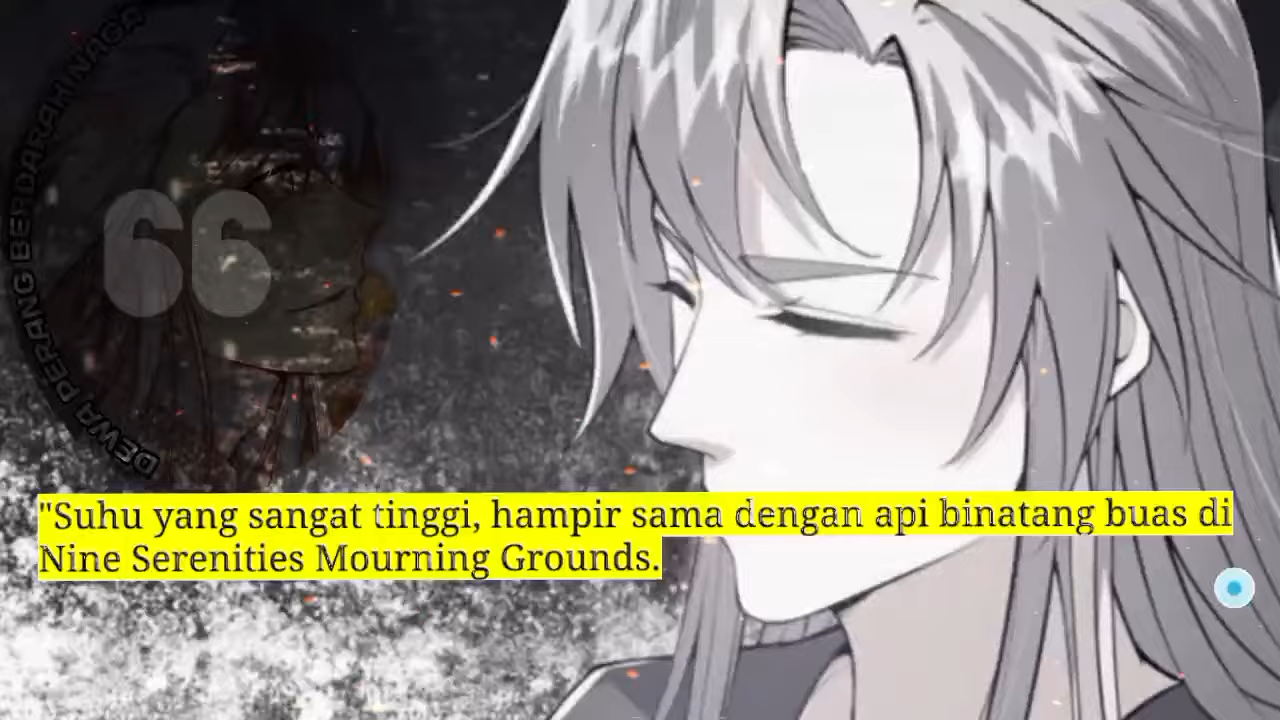 DEWA PERANG BERDARAH NAGA
66
"Suhu yang sangat tinggi, hampir sama dengan api binatang buas di
Nine Serenities Mourning Grounds.